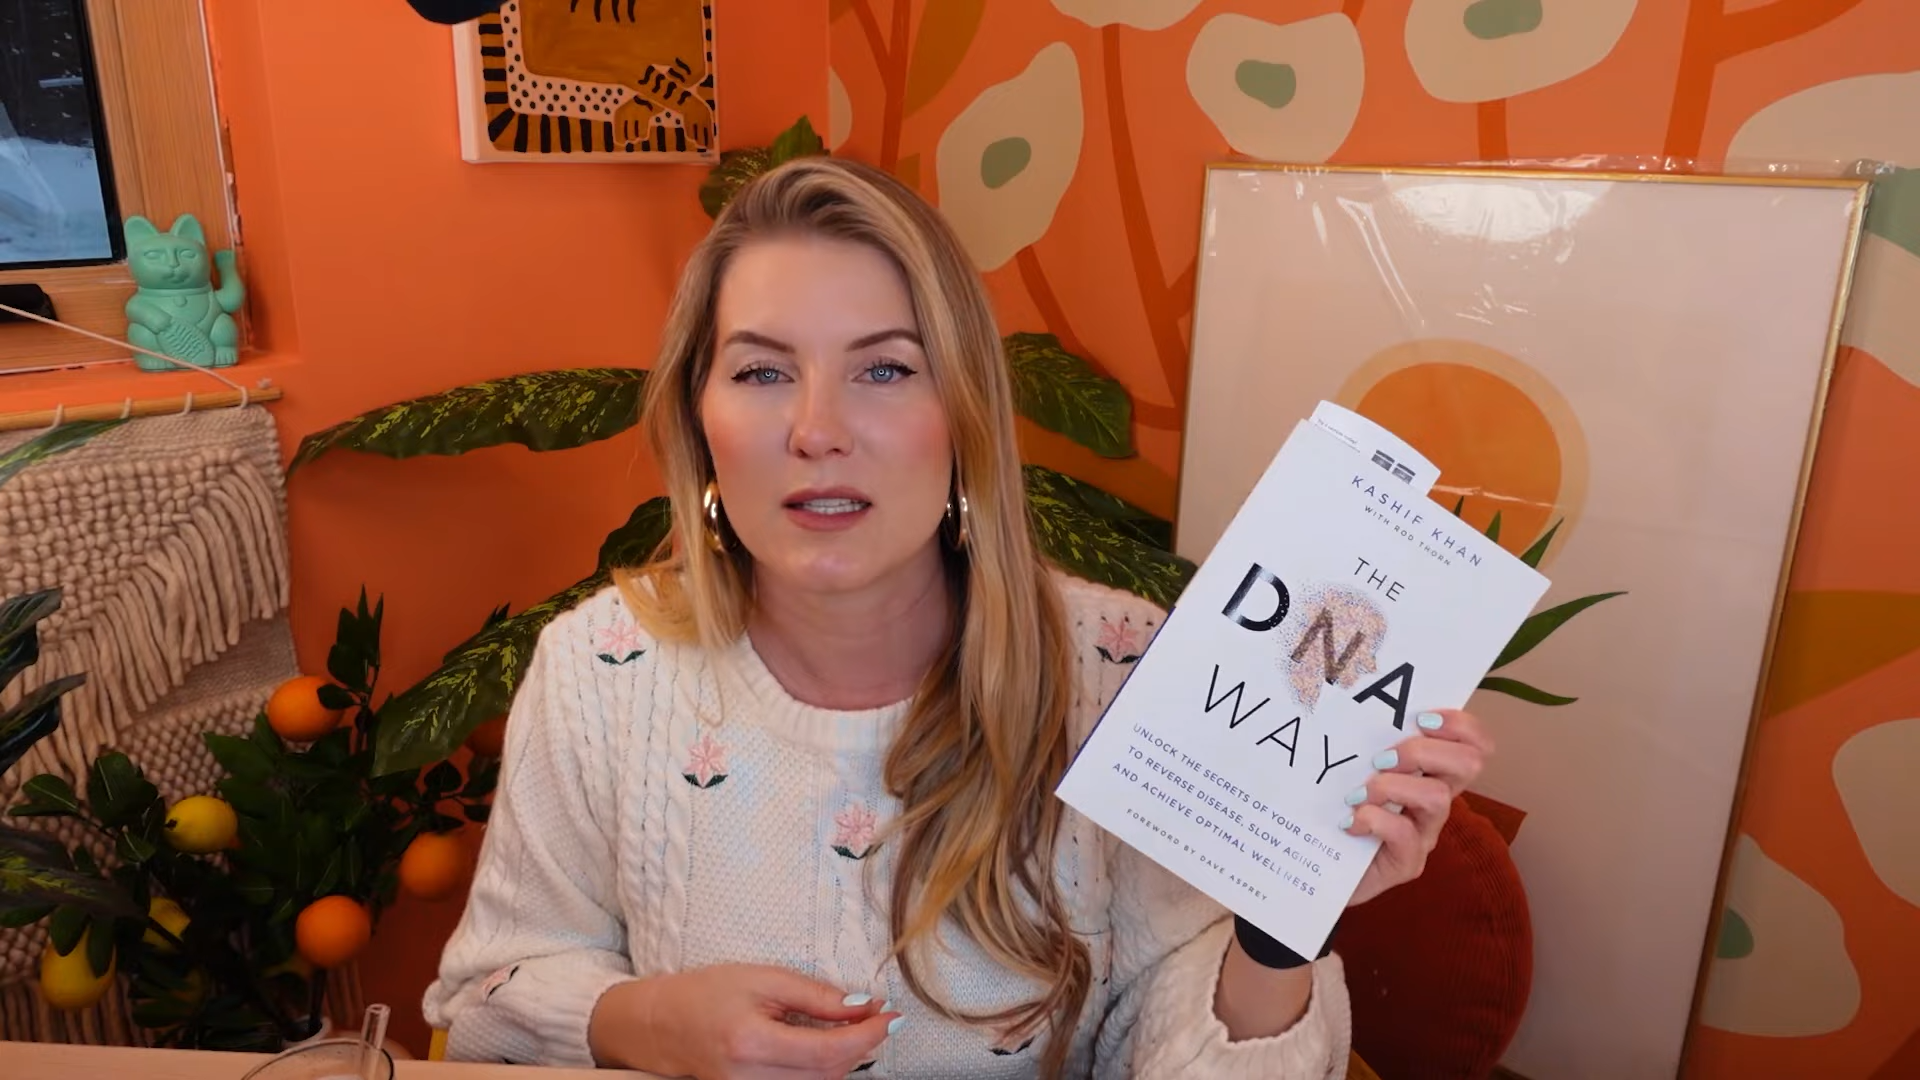 KASHIF KHAN
WITH ROD THORN
THE
DNA
WAY
UNLOCK THE SECRETS OF YOUR GENES
TO REVERSE DISEASE, SLOW AGING,
AND ACHIEVE OPTIMAL WELLNESS
FOREWORD BY DAVE ASPREY